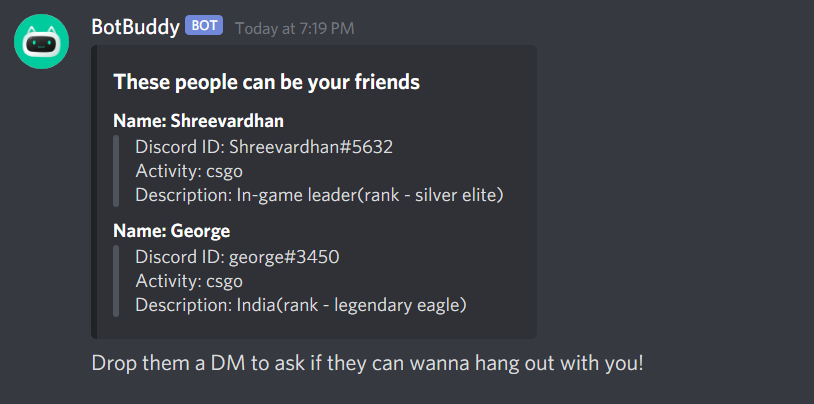 BotBuddy BOT Today at 7:19 PM
These people can be your friends
Name: Shreevardhan
Discord ID: Shreevardhan#5632
Activity: csgo
Description: In-game leader(rank - silver elite)
Name: George
Discord ID: george#3450
Activity: csgo
Description: India(rank - legendary eagle)
Drop them a DM to ask if they can wanna hang out with you!